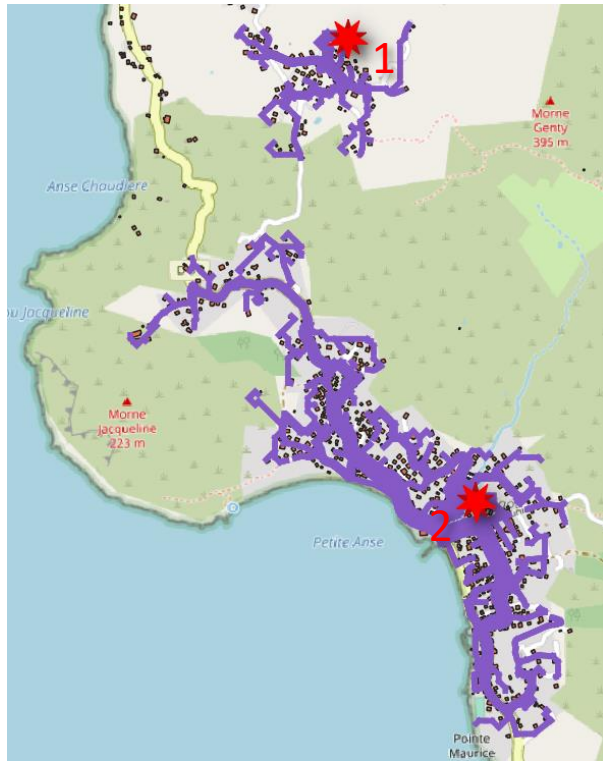 1
Morne
Genty
395 m
Anse Chaudière
ou Jacqueline
Morne
Jacqueline
223 m
2
Petite Anse
Pointe
Maurice